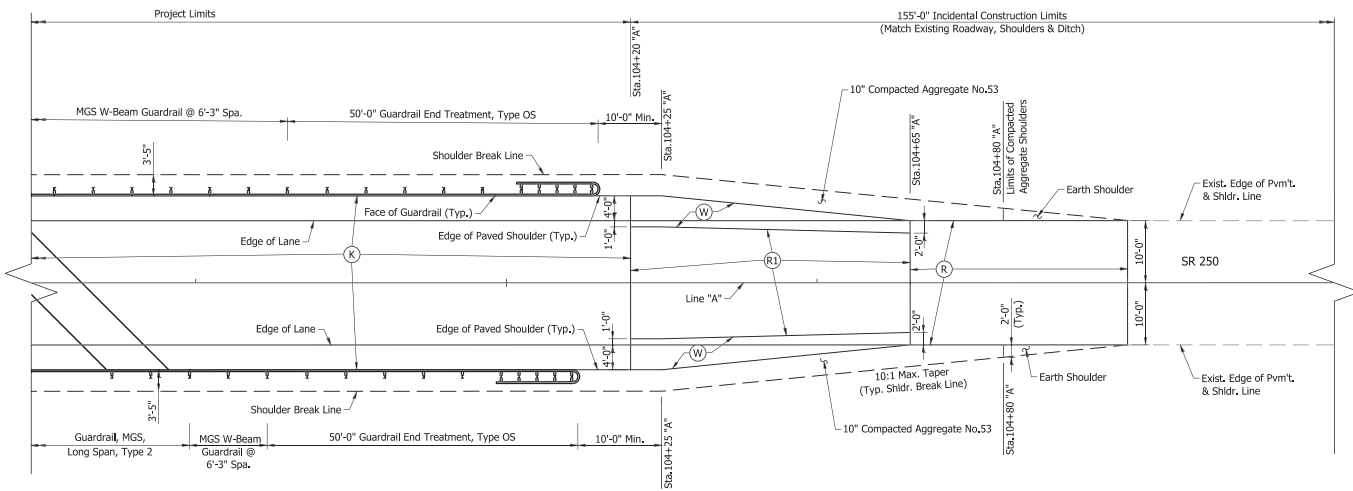 Project Limits
155'-0" Incidental Construction Limits
(Match Existing Roadway, Shoulders & Ditch)
Sta.104+20 "A"
MGS W-Beam Guardrail @ 6'-3" Spa.
50'-0" Guardrail End Treatment, Type OS
10'-0" Min.
Sta.104+25 "A"
10" Compacted Aggregate No.53
Sta.104+65 "A"
Sta.104+80 "A"
Limits of Compacted
Aggregate Shoulders
3'-5"
Shoulder Break Line
Earth Shoulder
Exist. Edge of Pvm't.
& Shldr. Line
Face of Guardrail (Typ.)
4'-0"
W
Edge of Lane
Edge of Paved Shoulder (Typ.)
1'-0"
2'-0"
10'-0"
K
R1
R
SR 250
Line "A"
Edge of Lane
Edge of Paved Shoulder (Typ.)
1'-0"
2'-0"
2'-0"
(Typ.)
10'-0"
4'-0"
W
3'-5"
Shoulder Break Line
10:1 Max. Taper
(Typ. Shldr. Break Line)
Earth Shoulder
Exist. Edge of Pvm't.
& Shldr. Line
Guardrail, MGS,
Long Span, Type 2
MGS W-Beam
Guardrail @
6'-3" Spa.
50'-0" Guardrail End Treatment, Type OS
10'-0" Min.
Sta.104+25 "A"
10" Compacted Aggregate No.53
Sta.104+80 "A"